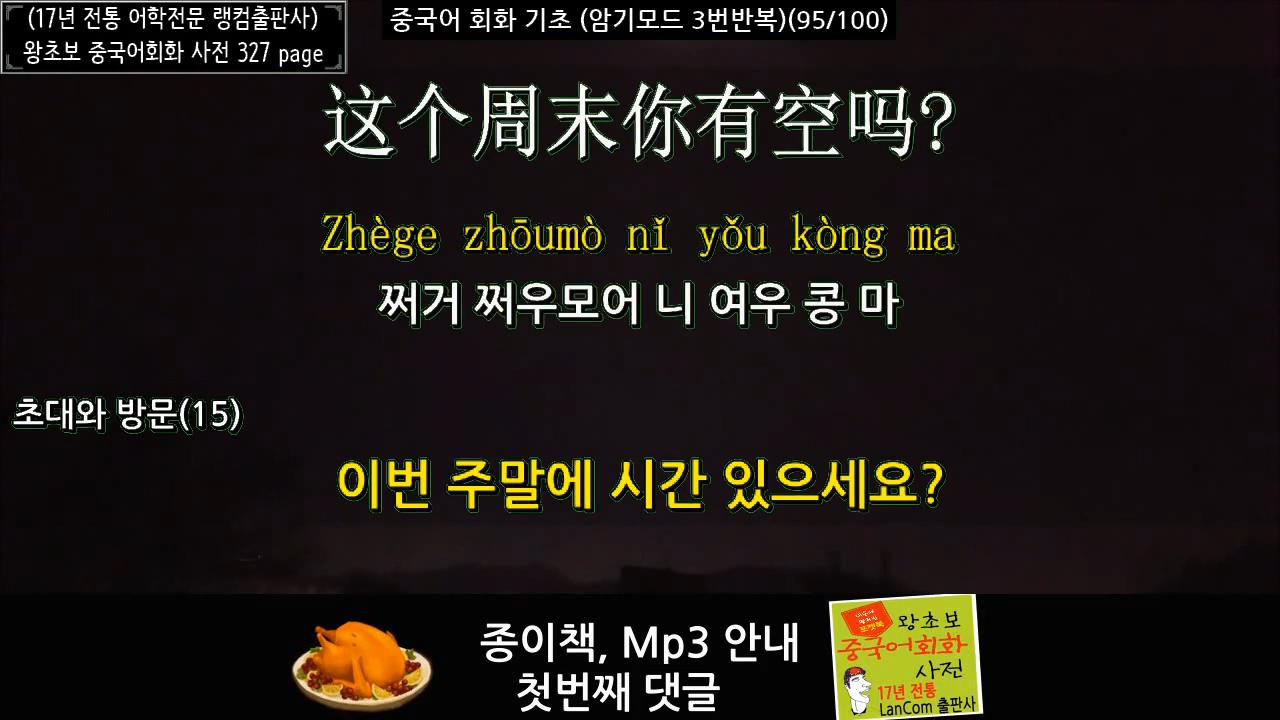 (17년 전통 어학전문 랭컴출판사)
왕초보 중국어회화 사전 327 page
중국어 회화 기초 (암기모드 3번반복)(95/100)
这个周末你有空吗?
Zhège zhōumò nǐ yǒu kòng ma
쩌거 쩌우모어 니 여우 콩 마
초대와 방문(15)
이번 주말에 시간 있으세요?
종이책, Mp3 안내
첫번째 댓글
왕초보
중국어회화
사전
17년 전통
LanCom 출판사